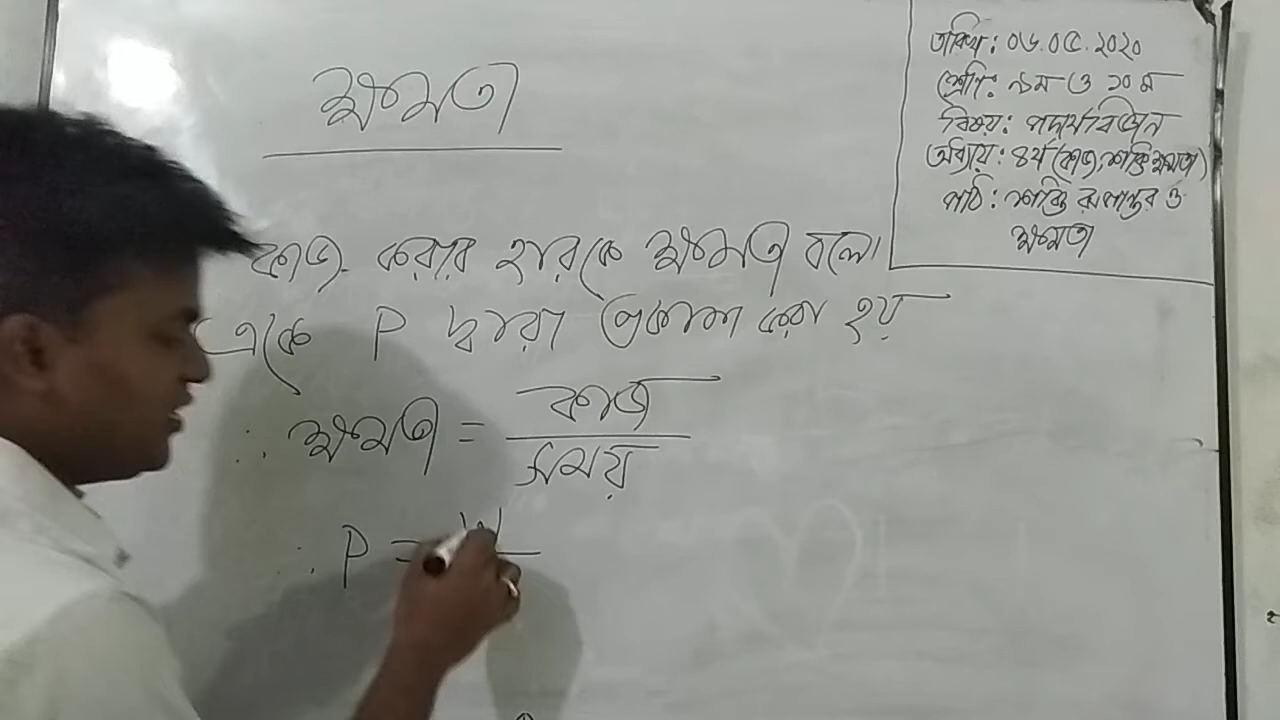 ক্ষমতা
তারিখ: ০৬.০৫.২০২০
শ্রেণি: ৯ম ও ১০ম
বিষয়: পদার্থবিজ্ঞান
অধ্যায়: ৪র্থ (কাজ, শক্তি ক্ষমতা)
পাঠ: শক্তি রূপান্তর ও
ক্ষমতা
কাজ করার হারকে ক্ষমতা বলে।
একে P দ্বারা প্রকাশ করা হয়
∴ ক্ষমতা = কাজ
সময়
∴ P = W